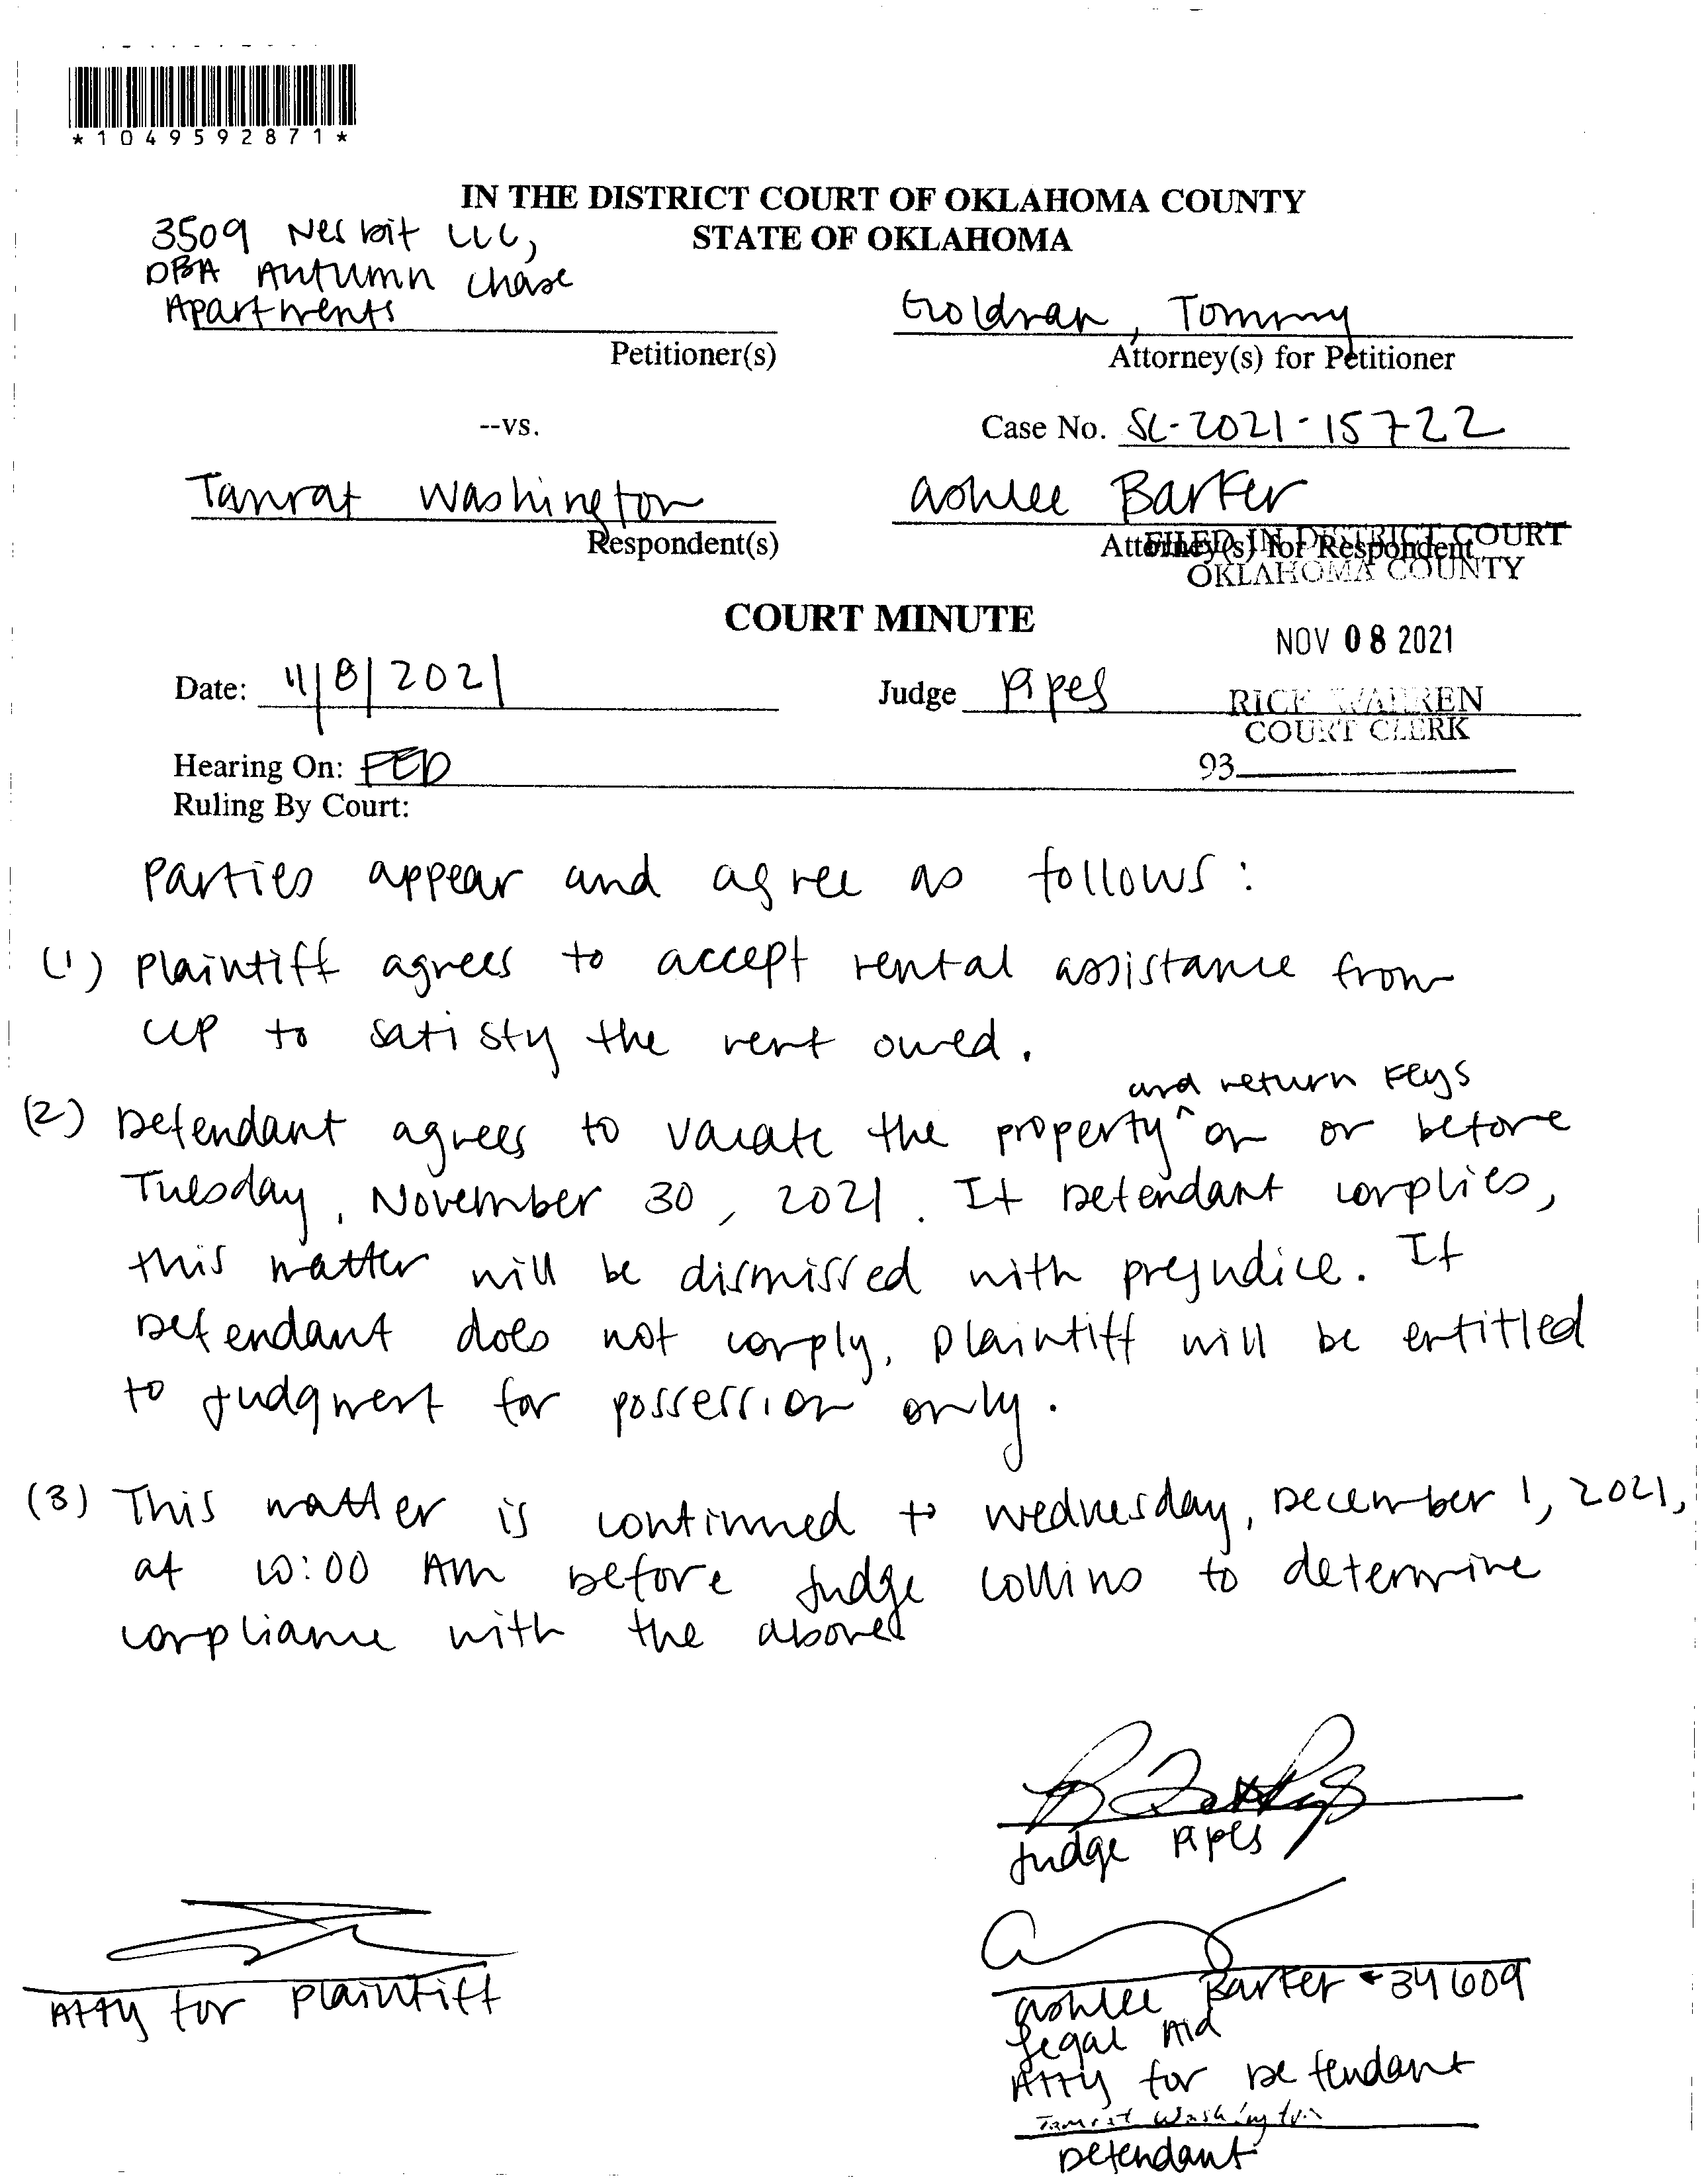 *1049592871*
IN THE DISTRICT COURT OF OKLAHOMA COUNTY
STATE OF OKLAHOMA
3509 Nesbit LLC,
DBA Autumn Chase
Apartments
Petitioner(s)
Goldman, Tommy
Attorney(s) for Petitioner
--vs.
Case No. SC-2021-15722
Tamrat Washington
Respondent(s)
Ashlee Barker
Attorney(s) for Respondent
FILED IN DISTRICT COURT
OKLAHOMA COUNTY
COURT MINUTE
NOV 08 2021
Date: 11/8/2021
Judge Pipes
RICK WARREN
COURT CLERK
93
Hearing On: FED
Ruling By Court:
Parties appear and agree as follows:
(1) Plaintiff agrees to accept rental assistance from
CCP to satisfy the rent owed.
(2) Defendant agrees to vacate the property ^and return keys on or before
Tuesday, November 30, 2021. If Defendant complies,
this matter will be dismissed with prejudice. If
Defendant does not comply, Plaintiff will be entitled
to judgment for possession only.
(3) This matter is continued to Wednesday, December 1, 2021,
at 10:00 AM before Judge Collins to determine
compliance with the above.
Judge Pipes
Atty for Plaintiff
Ashlee Barker #34609
Legal Aid
Atty for Defendant
Tamrat Washington
Defendant